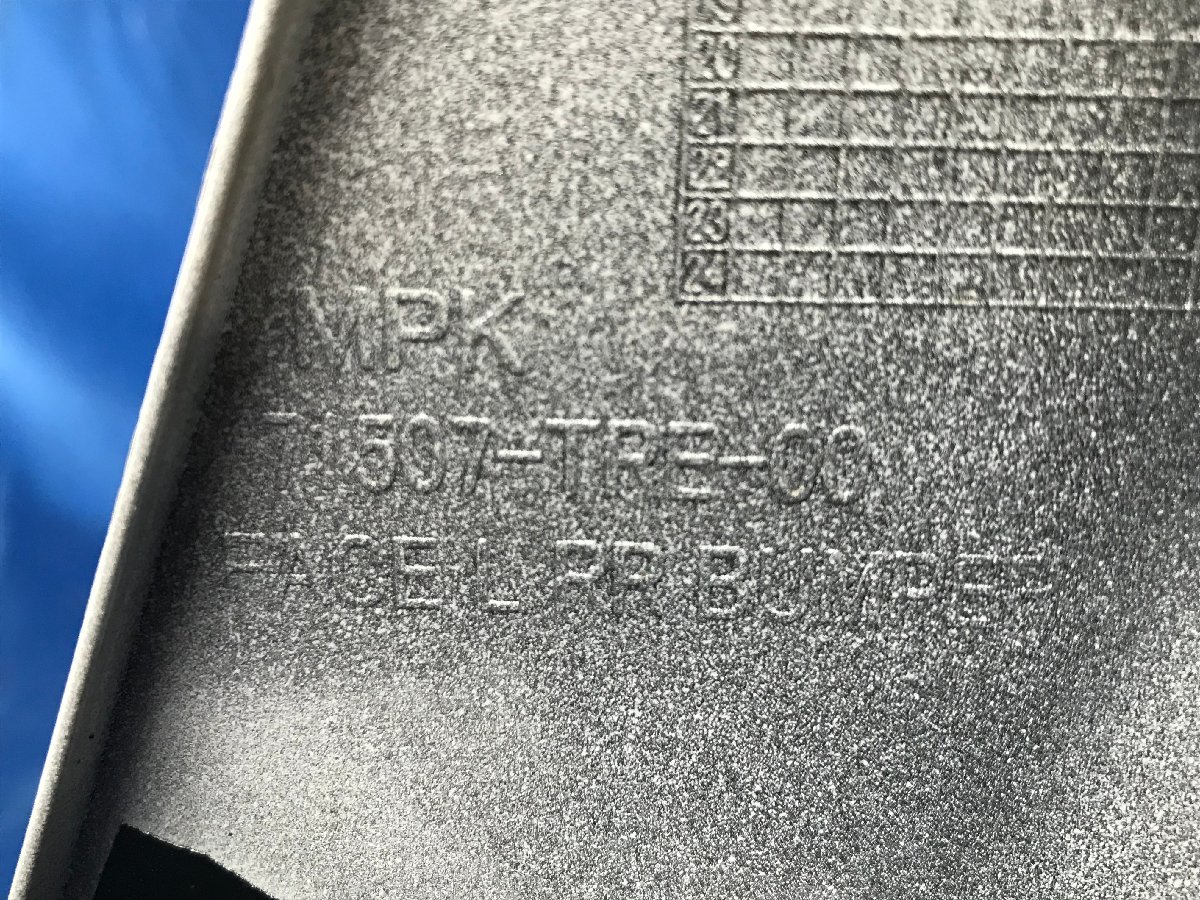 20
21
22
23
24
MPK
71507-TRE-00
FACE L RR BUMPER